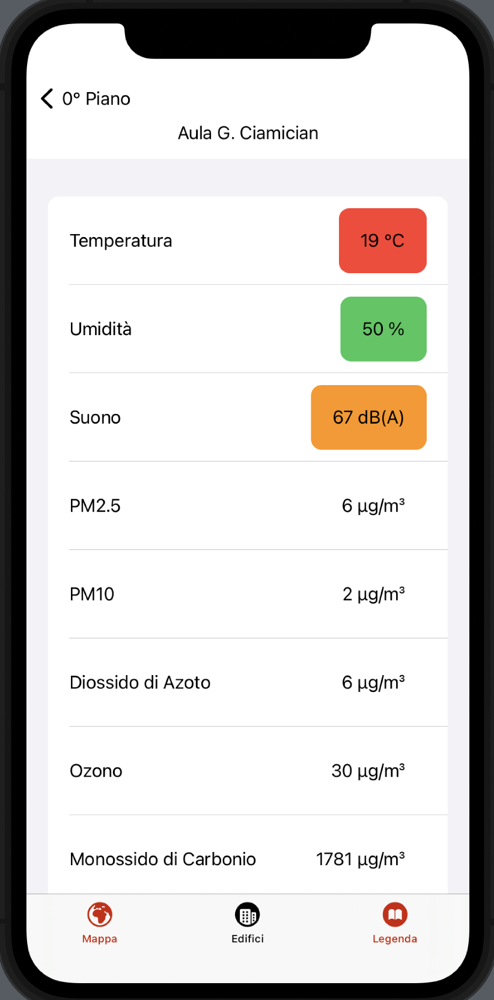 0° Piano
Aula G. Ciamician
Temperatura 19 °C
Umidità 50 %
Suono 67 dB(A)
PM2.5 6 µg/m³
PM10 2 µg/m³
Diossido di Azoto 6 µg/m³
Ozono 30 µg/m³
Monossido di Carbonio 1781 µg/m³
Mappa Edifici Legenda